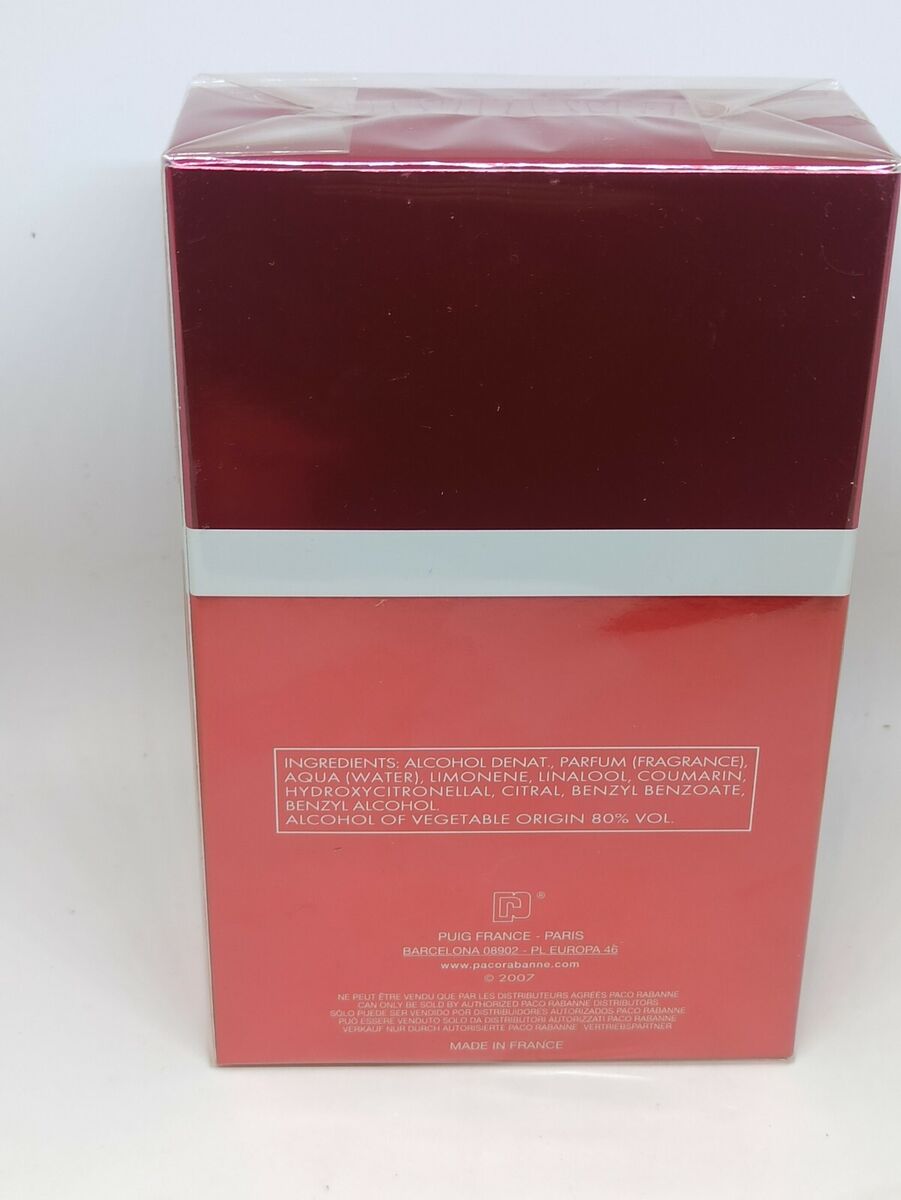 INGREDIENTS: ALCOHOL DENAT., PARFUM (FRAGRANCE),
AQUA (WATER), LIMONENE, LINALOOL, COUMARIN,
HYDROXYCITRONELLAL, CITRAL, BENZYL BENZOATE,
BENZYL ALCOHOL.
ALCOHOL OF VEGETABLE ORIGIN 80% VOL.
®
PUIG FRANCE - PARIS
BARCELONA 08902 - PL EUROPA 46
www.pacorabanne.com
© 2007
NE PEUT ÊTRE VENDU QUE PAR LES DISTRIBUTEURS AGRÉÉS PACO RABANNE
CAN ONLY BE SOLD BY AUTHORIZED PACO RABANNE DISTRIBUTORS
SÓLO PUEDE SER VENDIDO POR DISTRIBUIDORES AUTORIZADOS PACO RABANNE
PUÒ ESSERE VENDUTO SOLO DA DISTRIBUTORI AUTORIZZATI PACO RABANNE
VERKAUF NUR DURCH AUTORISIERTE PACO RABANNE VERTRIEBSPARTNER
MADE IN FRANCE